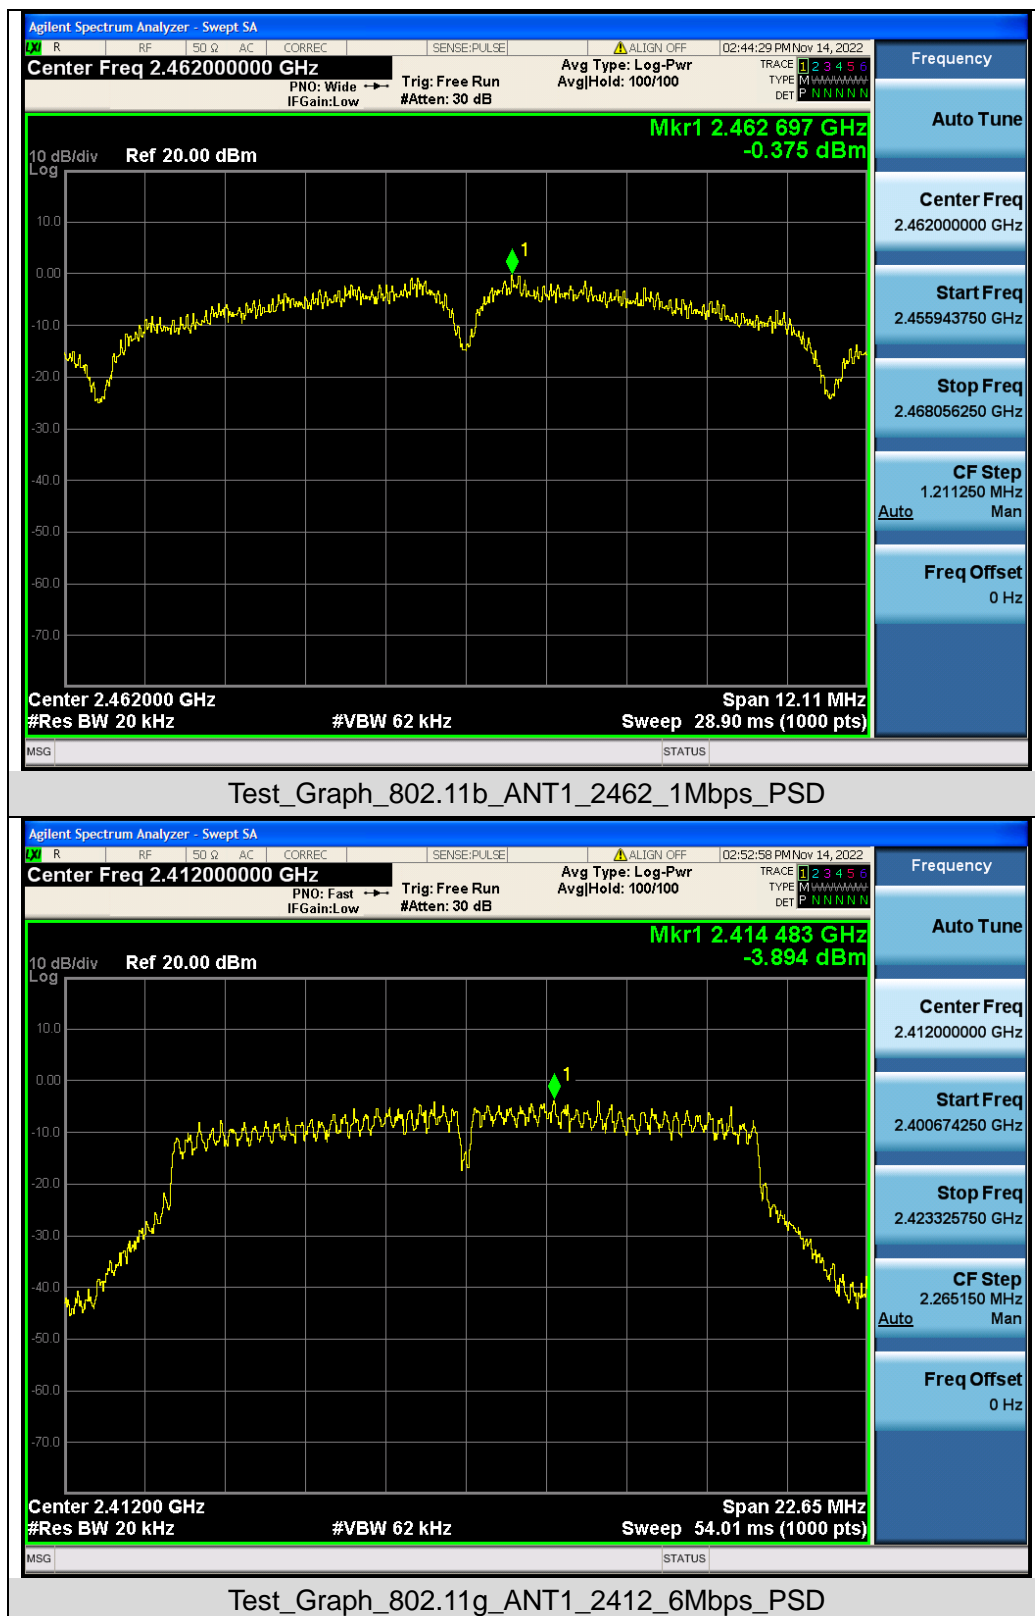 Agilent Spectrum Analyzer - Swept SA
LXI R RF 50 Ω AC CORREC SENSE:PULSE ALIGN OFF 02:44:29 PM Nov 14, 2022
Center Freq 2.462000000 GHz
PNO: Wide
IFGain:Low
Trig: Free Run
#Atten: 30 dB
Avg Type: Log-Pwr
Avg|Hold: 100/100
TRACE 1 2 3 4 5 6
TYPE M WWWWW
DET P N N N N N
Mkr1 2.462 697 GHz
-0.375 dBm
10 dB/div Ref 20.00 dBm
Log
10.0
0.00
-10.0
-20.0
-30.0
-40.0
-50.0
-60.0
-70.0
1
Center 2.462000 GHz Span 12.11 MHz
#Res BW 20 kHz #VBW 62 kHz Sweep 28.90 ms (1000 pts)
MSG STATUS
Frequency
Auto Tune
Center Freq
2.462000000 GHz
Start Freq
2.455943750 GHz
Stop Freq
2.468056250 GHz
CF Step
1.211250 MHz
Auto Man
Freq Offset
0 Hz
Test_Graph_802.11b_ANT1_2462_1Mbps_PSD
Agilent Spectrum Analyzer - Swept SA
LXI R RF 50 Ω AC CORREC SENSE:PULSE ALIGN OFF 02:52:58 PM Nov 14, 2022
Center Freq 2.412000000 GHz
PNO: Fast
IFGain:Low
Trig: Free Run
#Atten: 30 dB
Avg Type: Log-Pwr
Avg|Hold: 100/100
TRACE 1 2 3 4 5 6
TYPE M WWWWW
DET P N N N N N
Mkr1 2.414 483 GHz
-3.894 dBm
10 dB/div Ref 20.00 dBm
Log
10.0
0.00
-10.0
-20.0
-30.0
-40.0
-50.0
-60.0
-70.0
1
Center 2.41200 GHz Span 22.65 MHz
#Res BW 20 kHz #VBW 62 kHz Sweep 54.01 ms (1000 pts)
MSG STATUS
Frequency
Auto Tune
Center Freq
2.412000000 GHz
Start Freq
2.400674250 GHz
Stop Freq
2.423325750 GHz
CF Step
2.265150 MHz
Auto Man
Freq Offset
0 Hz
Test_Graph_802.11g_ANT1_2412_6Mbps_PSD